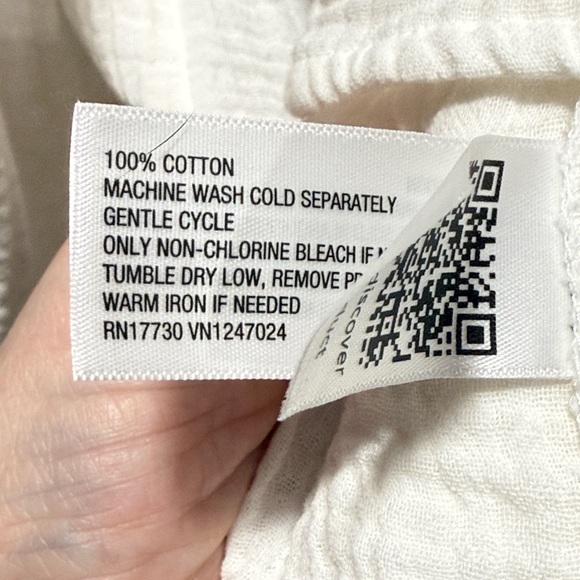 100% COTTON
MACHINE WASH COLD SEPARATELY
GENTLE CYCLE
ONLY NON-CHLORINE BLEACH IF
TUMBLE DRY LOW, REMOVE
WARM IRON IF NEEDED
RN17730 VN1247024
discover